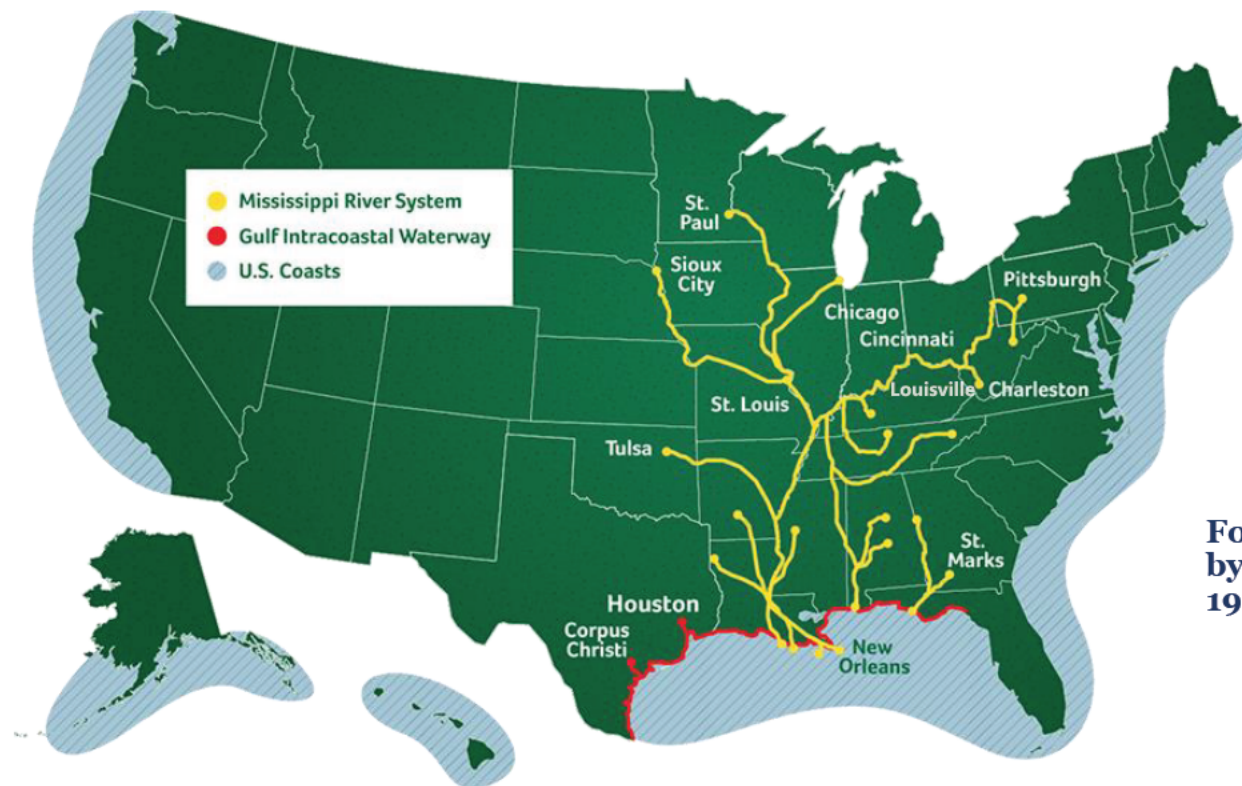 Mississippi River System
Gulf Intracoastal Waterway
U.S. Coasts
St.
Paul
Sioux
City
Pittsburgh
Chicago
Cincinnati
Louisville
Charleston
St. Louis
Tulsa
St.
Marks
Houston
Corpus
Christi
New
Orleans
Fo
by
19